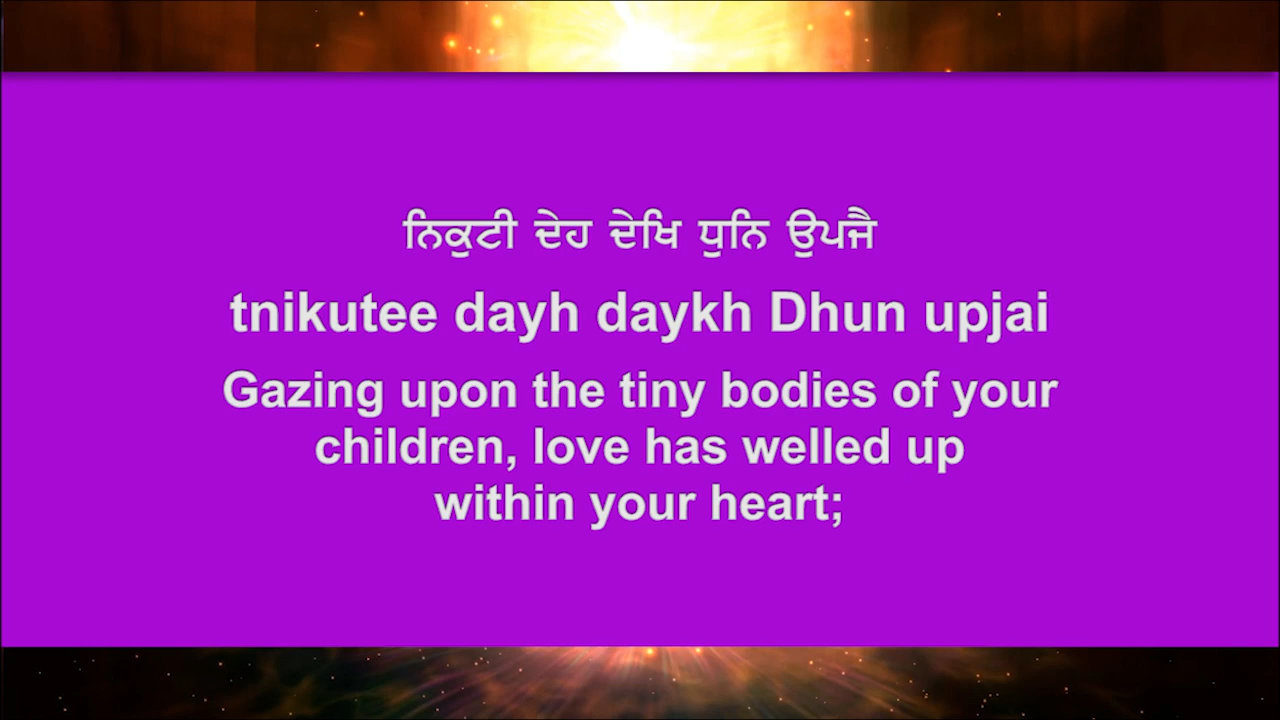 ਨਿਕੁਟੀ ਦੇਹ ਦੇਖਿ ਧੁਨਿ ਉਪਜੈ
tnikutee dayh daykh Dhun upjai
Gazing upon the tiny bodies of your
children, love has welled up
within your heart;